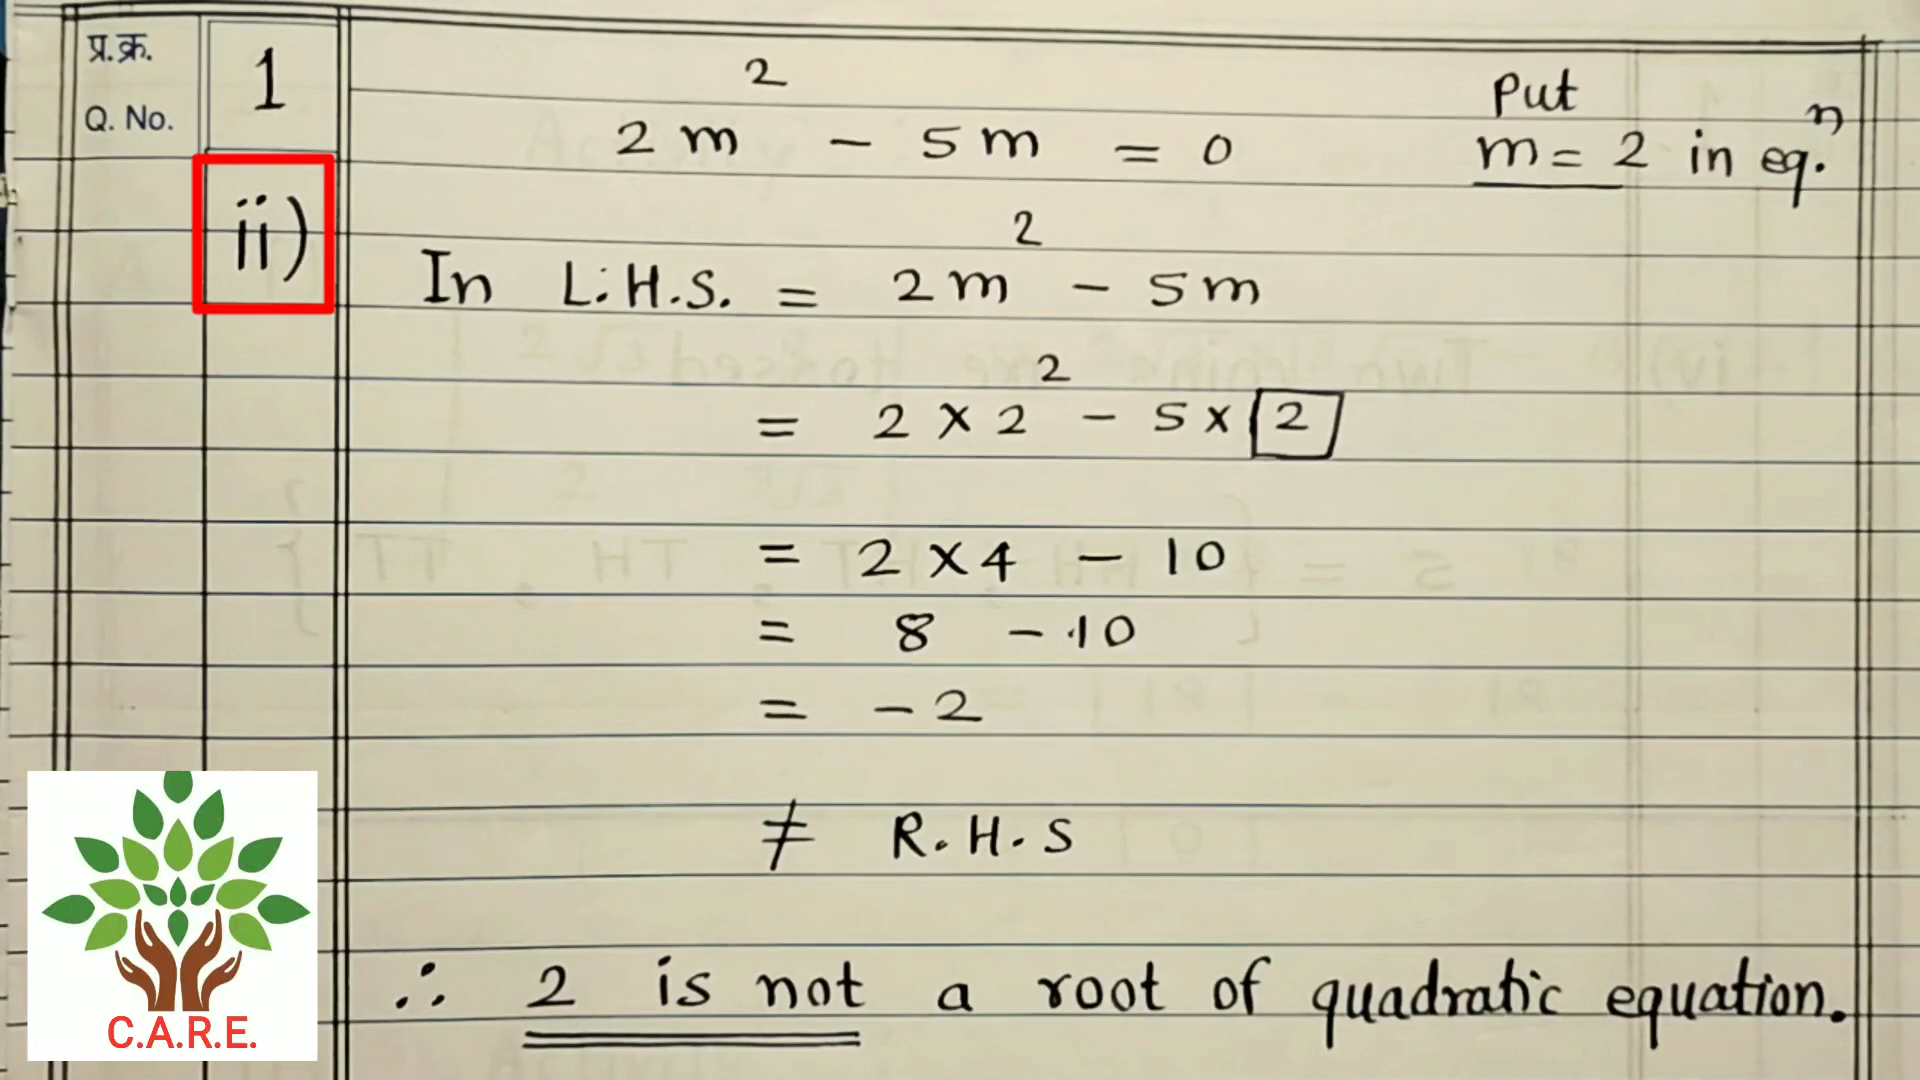 प्र.क्र.
Q. No.
1
ii)
2m² - 5m = 0
Put
m = 2 in eq.ⁿ
In L.H.S. = 2m² - 5m
= 2 × 2² - 5 × 2
= 2 × 4 - 10
= 8 - 10
= - 2
≠ R.H.S
∴ 2 is not a root of quadratic equation.
C.A.R.E.